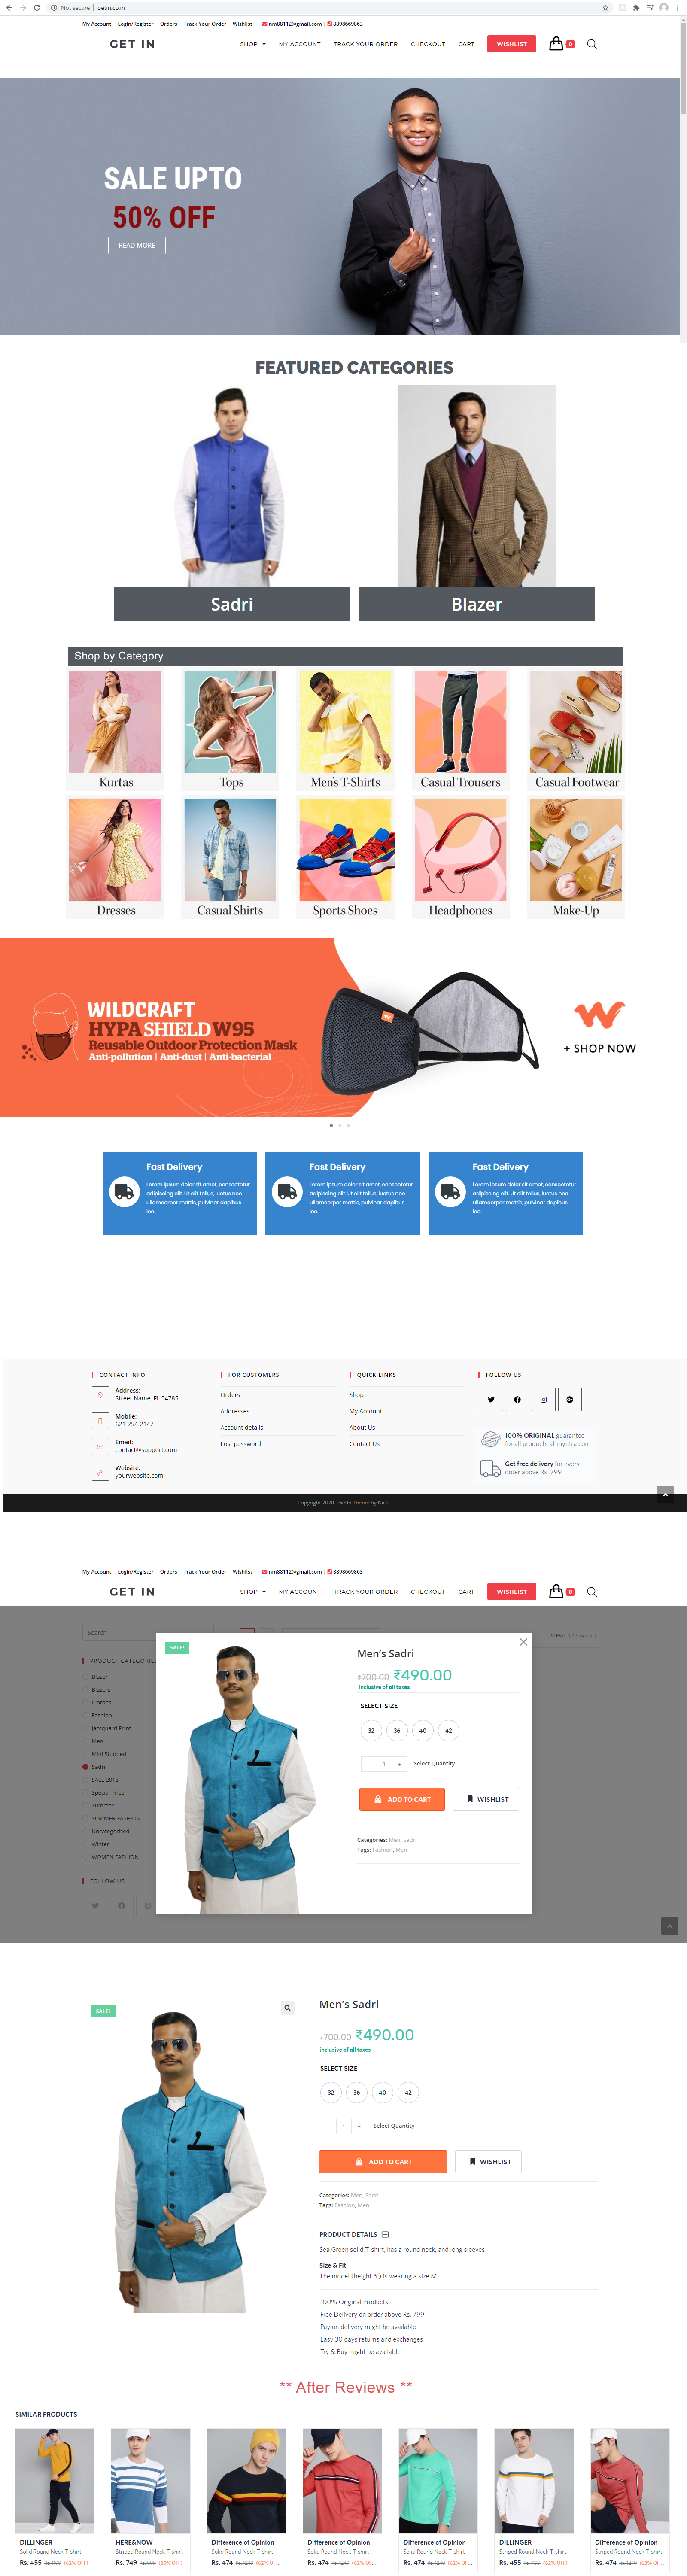 Not secure | getin.co.in
My Account Login/Register Orders Track Your Order Wishlist nm88112@gmail.com | 8898669863
GET IN SHOP MY ACCOUNT TRACK YOUR ORDER CHECKOUT CART WISHLIST 0
SALE UPTO
50% OFF
READ MORE
FEATURED CATEGORIES
Sadri Blazer
Shop by Category
Kurtas Tops Men's T-Shirts Casual Trousers Casual Footwear
Dresses Casual Shirts Sports Shoes Headphones Make-Up
WILDCRAFT
HYPA SHIELD W95
Reusable Outdoor Protection Mask
Anti-pollution | Anti-dust | Anti-bacterial
+ SHOP NOW
Fast Delivery
Lorem ipsum dolor sit amet, consectetur
adipiscing elit. Ut elit tellus, luctus nec
ullamcorper mattis, pulvinar dapibus
leo.
Fast Delivery
Lorem ipsum dolor sit amet, consectetur
adipiscing elit. Ut elit tellus, luctus nec
ullamcorper mattis, pulvinar dapibus
leo.
Fast Delivery
Lorem ipsum dolor sit amet, consectetur
adipiscing elit. Ut elit tellus, luctus nec
ullamcorper mattis, pulvinar dapibus
leo.
CONTACT INFO
Address:
Street Name, FL 54785
Mobile:
621-254-2147
Email:
contact@support.com
Website:
yourwebsite.com
FOR CUSTOMERS
Orders
Addresses
Account details
Lost password
QUICK LINKS
Shop
My Account
About Us
Contact Us
FOLLOW US
100% ORIGINAL guarantee
for all products at myntra.com
Get free delivery for every
order above Rs. 799
Copyright 2020 - GetIn Theme by Nick
My Account Login/Register Orders Track Your Order Wishlist nm88112@gmail.com | 8898669863
GET IN SHOP MY ACCOUNT TRACK YOUR ORDER CHECKOUT CART WISHLIST 0
Search
VIEW: 12 / 24 / ALL
PRODUCT CATEGORIES
Blazer
Blazers
Clothes
Fashion
Jaccquard Print
Men
Mini Studded
Sadri
SALE 2018
Special Price
Summer
SUMMER FASHION
Uncategorized
Winter
WOMEN FASHION
FOLLOW US
SALE!
Men's Sadri
₹700.00 ₹490.00
inclusive of all taxes
SELECT SIZE
32 36 40 42
- 1 + Select Quantity
ADD TO CART WISHLIST
Categories: Men, Sadri
Tags: Fashion, Men
SALE!
Men's Sadri
₹700.00 ₹490.00
inclusive of all taxes
SELECT SIZE
32 36 40 42
- 1 + Select Quantity
ADD TO CART WISHLIST
Categories: Men, Sadri
Tags: Fashion, Men
PRODUCT DETAILS
Sea Green solid T-shirt, has a round neck, and long sleeves
Size & Fit
The model (height 6') is wearing a size M
100% Original Products
Free Delivery on order above Rs. 799
Pay on delivery might be available
Easy 30 days returns and exchanges
Try & Buy might be available
** After Reviews **
SIMILAR PRODUCTS
DILLINGER HERE&NOW Difference of Opinion Difference of Opinion Difference of Opinion DILLINGER Difference of Opinion
Solid Round Neck T-shirt Striped Round Neck T-shirt Solid Round Neck T-shirt Solid Round Neck T-shirt Solid Round Neck T-shirt Striped Round Neck T-shirt Striped Round Neck T-shirt
Rs. 455 (62% OFF) Rs. 749 Rs. 999 (25% OFF) Rs. 474 Rs. 1249 (62% OF... Rs. 474 Rs. 1249 (62% OF... Rs. 474 Rs. 1249 (62% OF... Rs. 455 (62% OFF) Rs. 474 Rs. 1249 (62% OF...